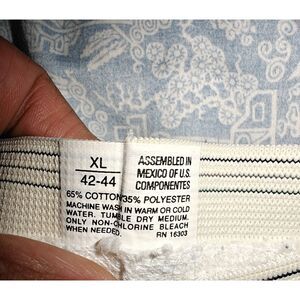 XL
42-44
ASSEMBLED IN
MEXICO OF U.S.
COMPONENTES
65% COTTON 35% POLYESTER
MACHINE WASH IN WARM OR COLD
WATER. TUMBLE DRY MEDIUM.
ONLY NON-CHLORINE BLEACH
WHEN NEEDED. RN 16303